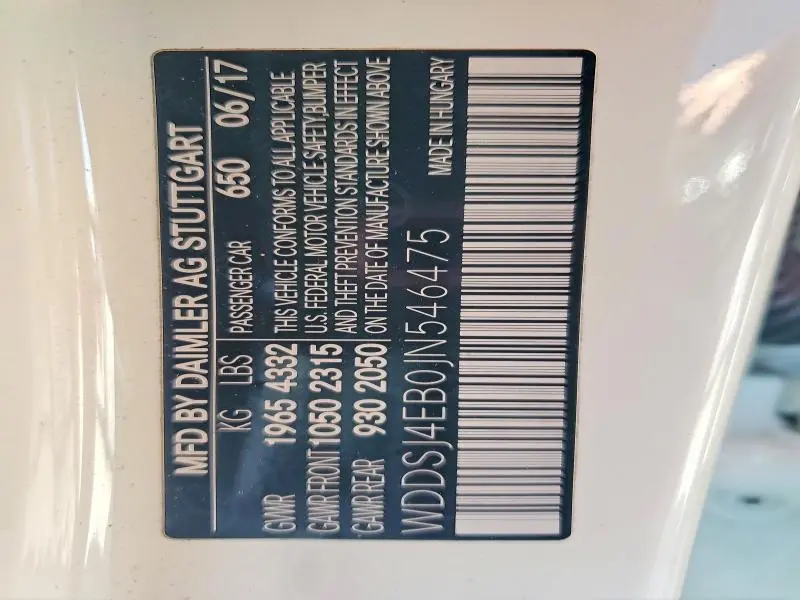 MFD BY DAIMLER AG STUTTGART
KG LBS PASSENGER CAR 650 06/17
GVWR 1965 4332 THIS VEHICLE CONFORMS TO ALL APPLICABLE
GAWR FRONT 1050 2315 U.S. FEDERAL MOTOR VEHICLE SAFETY,BUMPER
AND THEFT PREVENTION STANDARDS IN EFFECT
GAWR REAR 930 2050 ON THE DATE OF MANUFACTURE SHOWN ABOVE
WDDSJ4EB0JN546475 MADE IN HUNGARY